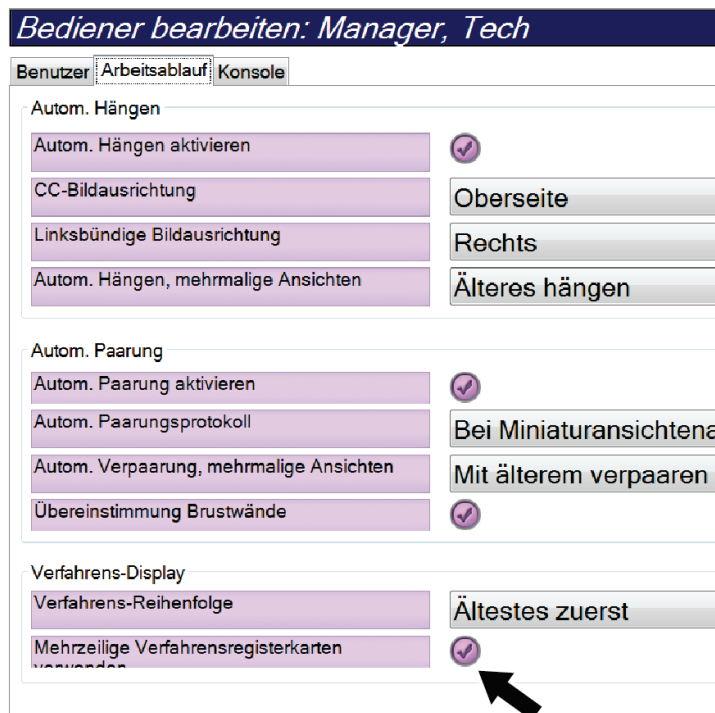 Bediener bearbeiten: Manager, Tech
Benutzer Arbeitsablauf Konsole
Autom. Hängen
Autom. Hängen aktivieren
CC-Bildausrichtung Oberseite
Linksbündige Bildausrichtung Rechts
Autom. Hängen, mehrmalige Ansichten Älteres hängen
Autom. Paarung
Autom. Paarung aktivieren
Autom. Paarungsprotokoll Bei Miniaturansichtena
Autom. Verpaarung, mehrmalige Ansichten Mit älterem verpaaren
Übereinstimmung Brustwände
Verfahrens-Display
Verfahrens-Reihenfolge Ältestes zuerst
Mehrzeilige Verfahrensregisterkarten
verwenden